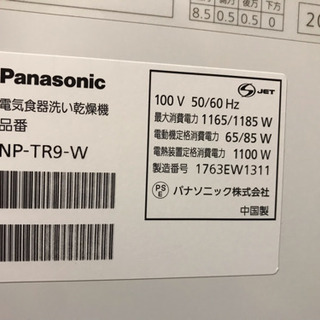 8.5 0.5 0.5 0
20
Panasonic
電気食器洗い乾燥機
品番
NP-TR9-W
JET
100 V 50/60 Hz
最大消費電力 1165/1185 W
電動機定格消費電力 65/85 W
電熱装置定格消費電力 1100 W
製造番号 1763EW1311
PS
E
パナソニック株式会社
中国製